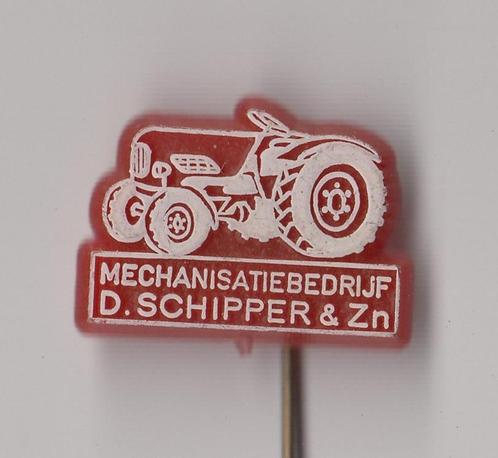 MECHANISATIEBEDRIJF
D. SCHIPPER & Zn